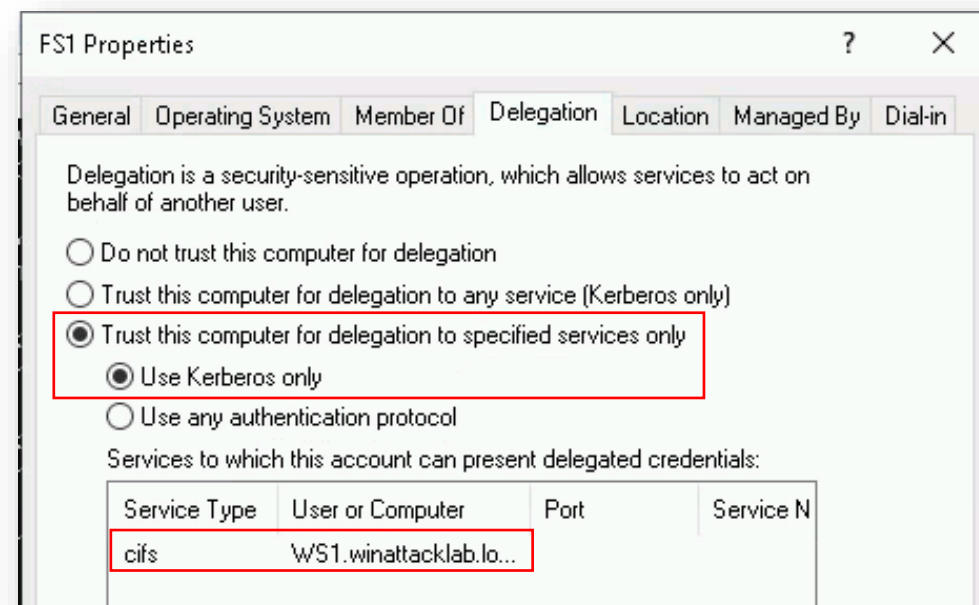 FS1 Properties ?
General Operating System Member Of Delegation Location Managed By Dial-in
Delegation is a security-sensitive operation, which allows services to act on
behalf of another user.
Do not trust this computer for delegation
Trust this computer for delegation to any service (Kerberos only)
Trust this computer for delegation to specified services only
Use Kerberos only
Use any authentication protocol
Services to which this account can present delegated credentials:
Service Type User or Computer Port Service N
cifs WS1.winattacklab.lo...